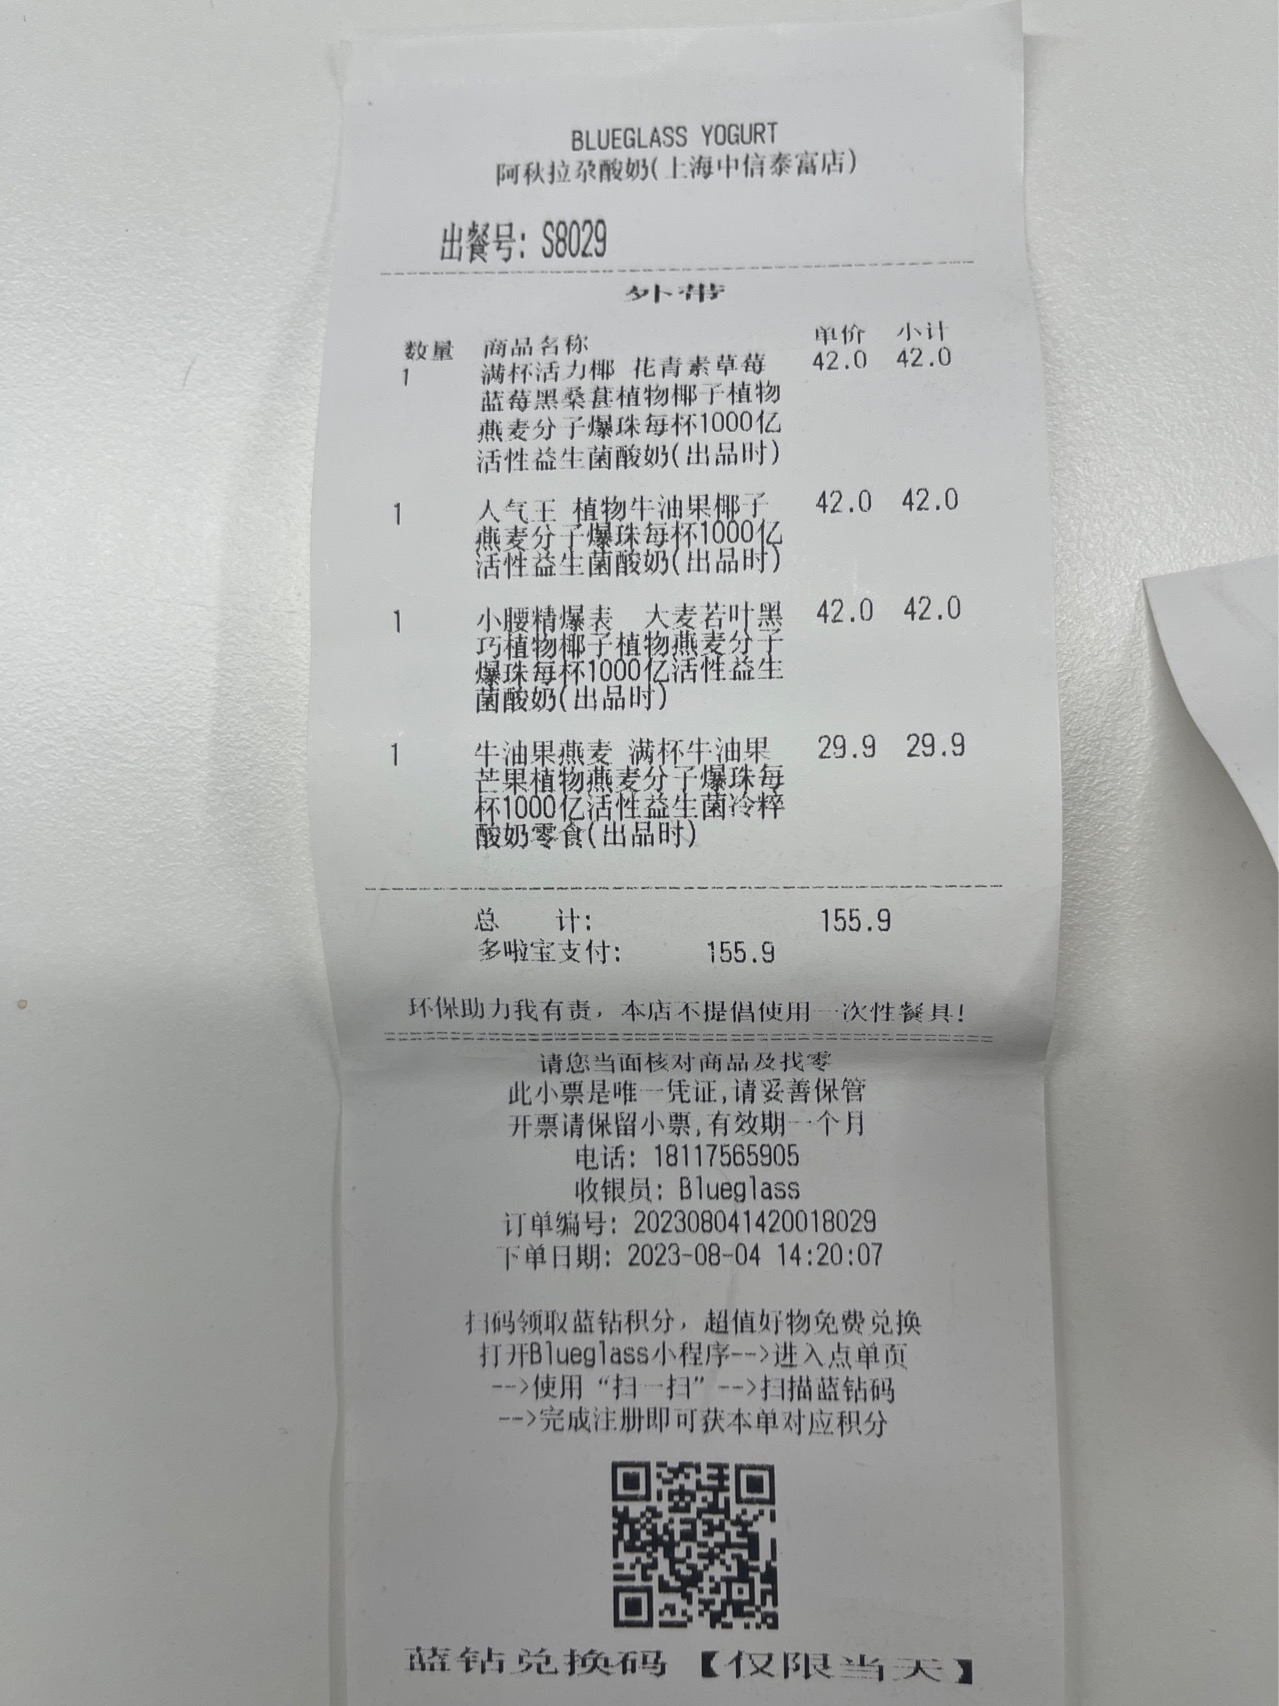 BLUEGLASS YOGURT
阿秋拉尕酸奶(上海中信泰富店)
出餐号: S8029
外带
数量 商品名称 单价 小计
1 满杯活力椰 花青素草莓 42.0 42.0
蓝莓黑桑葚植物椰子植物
燕麦分子爆珠每杯1000亿
活性益生菌酸奶(出品时)
1 人气王 植物牛油果椰子 42.0 42.0
燕麦分子爆珠每杯1000亿
活性益生菌酸奶(出品时)
1 小腰精爆表 大麦若叶黑 42.0 42.0
巧植物椰子植物燕麦分子
爆珠每杯1000亿活性益生
菌酸奶(出品时)
1 牛油果燕麦 满杯牛油果 29.9 29.9
芒果植物燕麦分子爆珠每
杯1000亿活性益生菌冷粹
酸奶零食(出品时)
总 计: 155.9
多啦宝支付: 155.9
环保助力我有责，本店不提倡使用一次性餐具!
请您当面核对商品及找零
此小票是唯一凭证,请妥善保管
开票请保留小票,有效期一个月
电话: 18117565905
收银员: Blueglass
订单编号: 202308041420018029
下单日期: 2023-08-04 14:20:07
扫码领取蓝钻积分，超值好物免费兑换
打开Blueglass小程序-->进入点单页
-->使用“扫一扫”-->扫描蓝钻码
-->完成注册即可获本单对应积分
蓝钻兑换码【仅限当天】